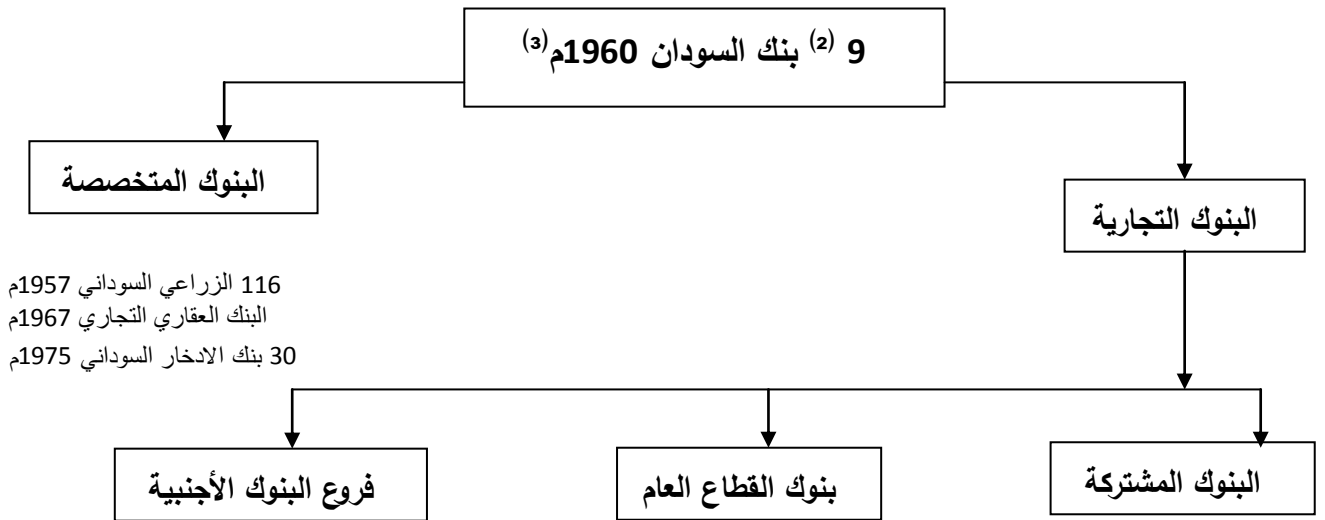 9 (2) بنك السودان 1960م(3)
البنوك المتخصصة
البنوك التجارية
116 الزراعي السوداني 1957م
البنك العقاري التجاري 1967م
30 بنك الادخار السوداني 1975م
البنوك المشتركة
بنوك القطاع العام
فروع البنوك الأجنبية